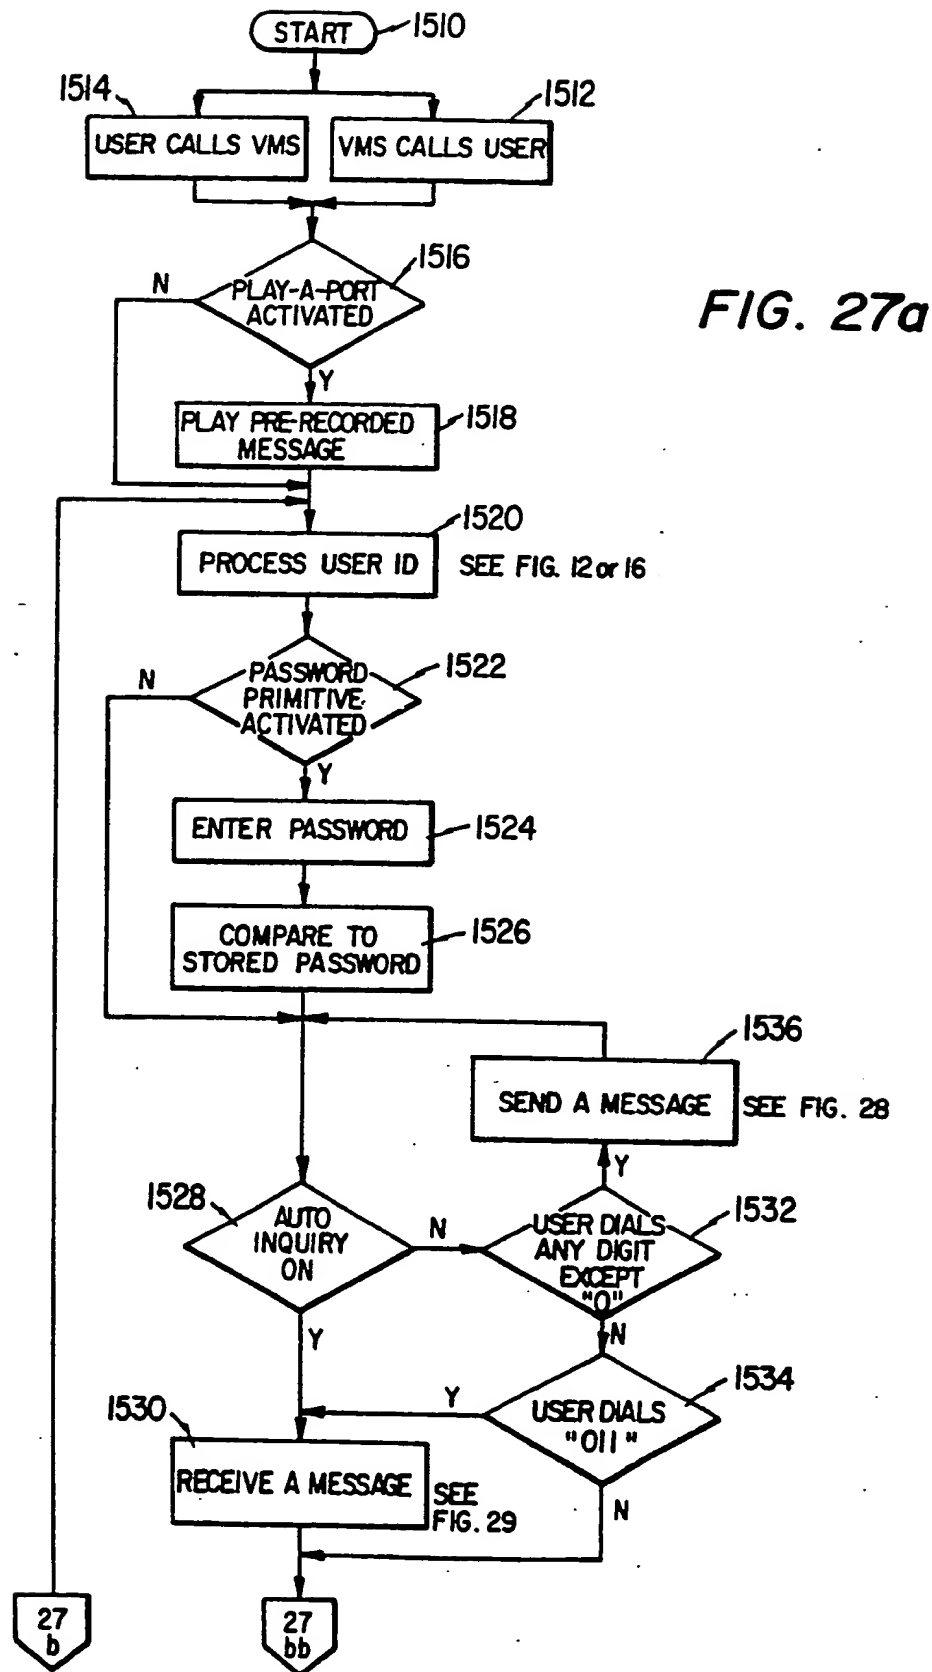 START
1510
1514
1512
USER CALLS VMS
VMS CALLS USER
1516
N
PLAY-A-PORT
ACTIVATED
FIG. 27a
Y
PLAY PRE-RECORDED
MESSAGE
1518
1520
PROCESS USER ID
SEE FIG. 12 or 16
N
PASSWORD
PRIMITIVE
ACTIVATED
1522
Y
ENTER PASSWORD
1524
COMPARE TO
STORED PASSWORD
1526
1536
SEND A MESSAGE
SEE FIG. 28
Y
1528
AUTO
INQUIRY
ON
N
USER DIALS
ANY DIGIT
EXCEPT
"0"
1532
Y
N
1530
Y
USER DIALS
"011"
1534
RECEIVE A MESSAGE
SEE
FIG. 29
N
27
b
27
bb